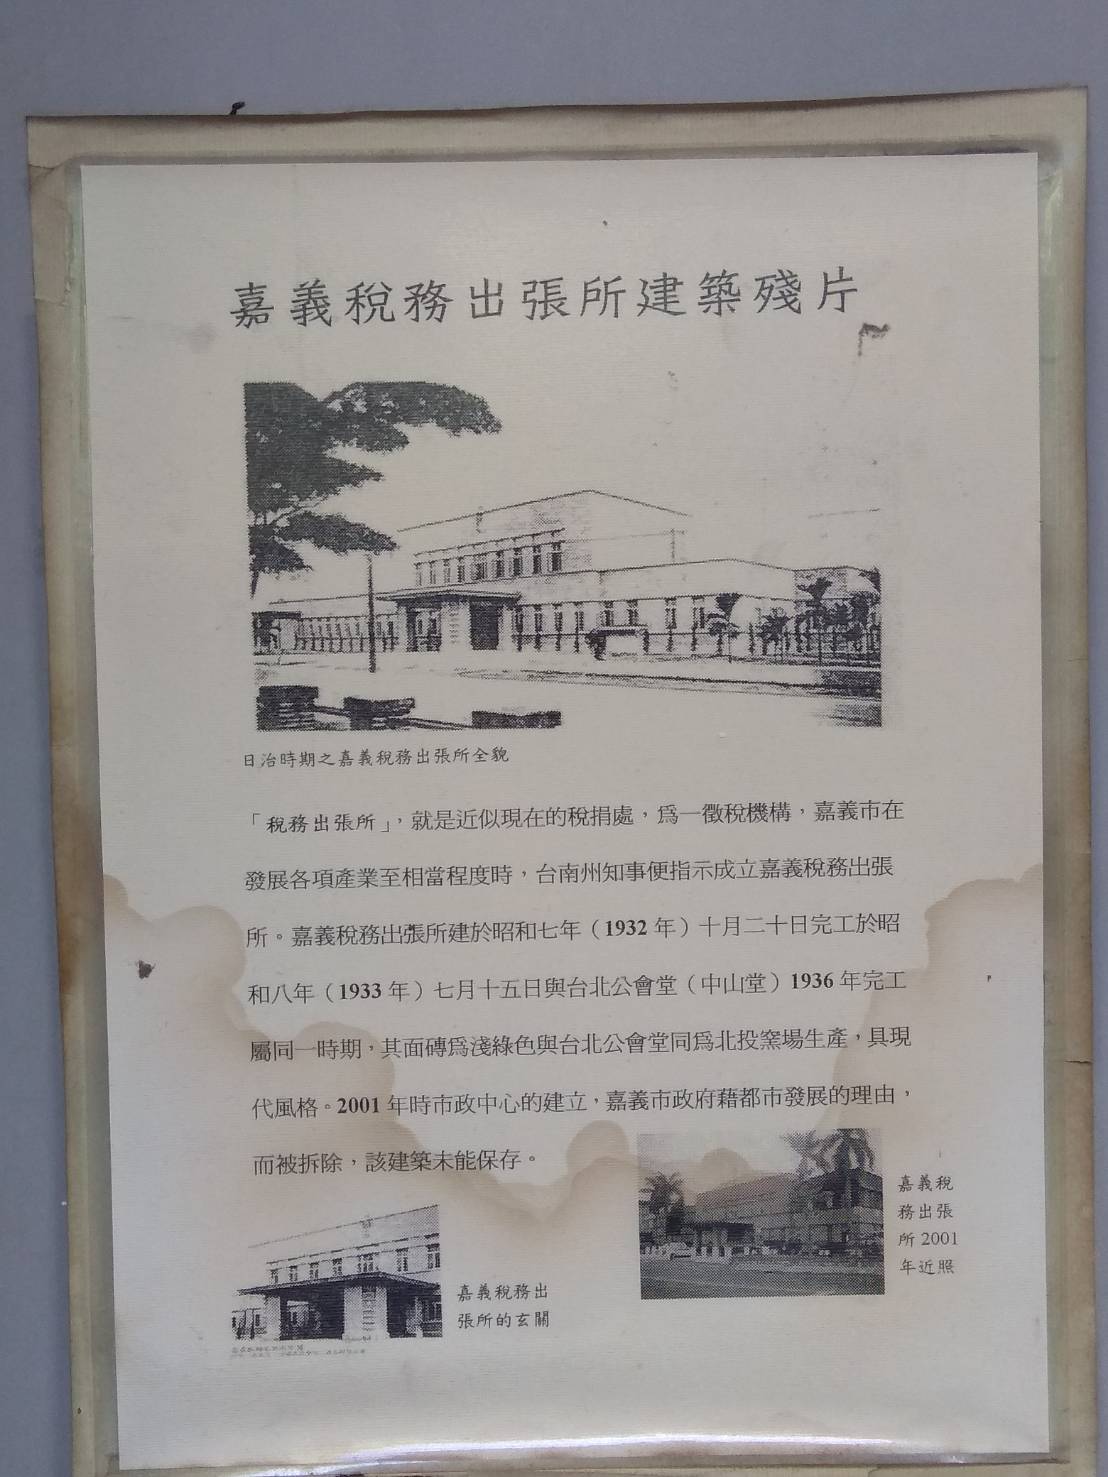 嘉義稅務出張所建築殘片
日治時期之嘉義稅務出張所全貌
「稅務出張所」，就是近似現在的稅捐處，為一徵稅機構，嘉義市在
發展各項產業至相當程度時，台南州知事便指示成立嘉義稅務出張
所。嘉義稅務出張所建於昭和七年（1932 年）十月二十日完工於昭
和八年（1933 年）七月十五日與台北公會堂（中山堂）1936 年完工
屬同一時期，其面磚為淺綠色與台北公會堂同為北投窯場生產，具現
代風格。2001 年時市政中心的建立，嘉義市政府藉都市發展的理由，
而被拆除，該建築未能保存。
嘉義稅
務出張
所 2001
年近照
嘉義稅務出
張所的玄關